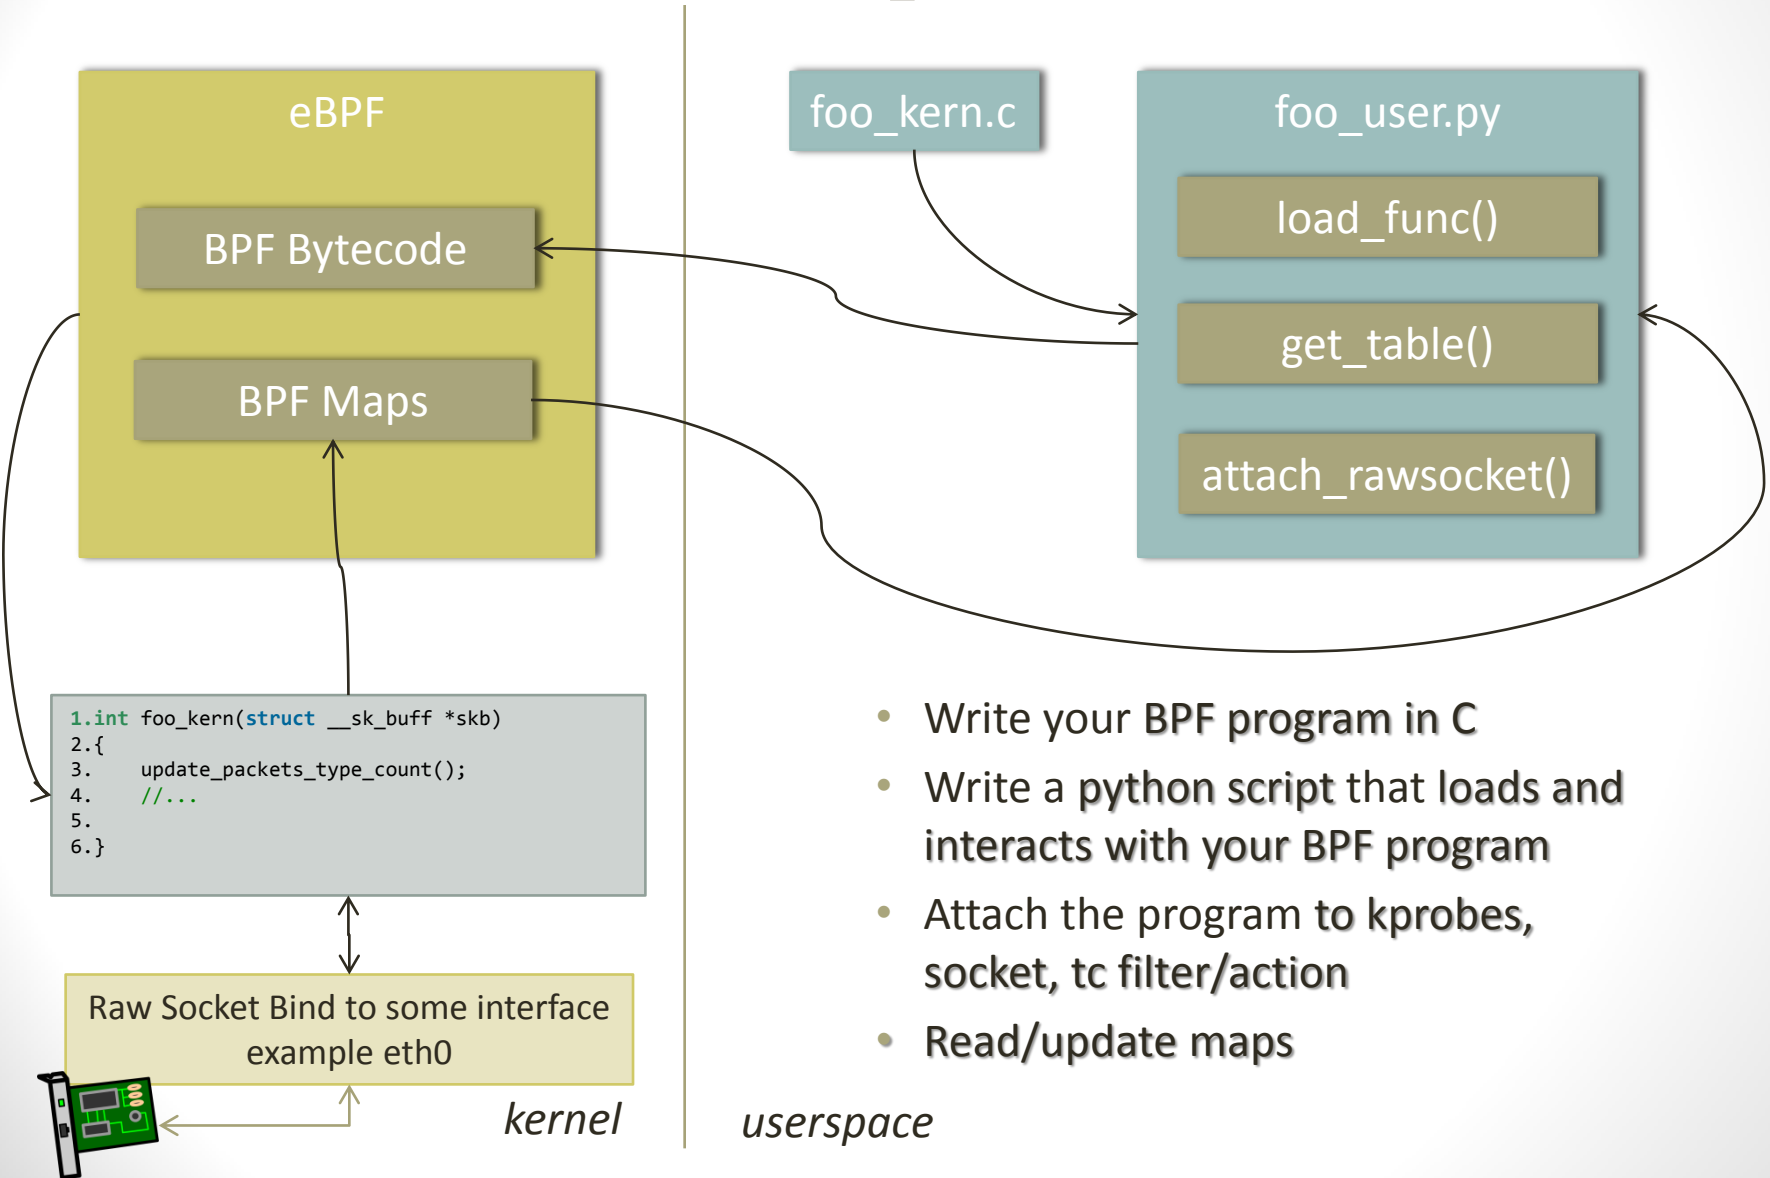 eBPF
BPF Bytecode
BPF Maps
foo_kern.c
foo_user.py
load_func()
get_table()
attach_rawsocket()
1.int foo_kern(struct __sk_buff *skb)
2.{
3.    update_packets_type_count();
4.    //...
5.
6.}
Raw Socket Bind to some interface
example eth0
kernel
userspace
• Write your BPF program in C
• Write a python script that loads and
interacts with your BPF program
• Attach the program to kprobes,
socket, tc filter/action
• Read/update maps